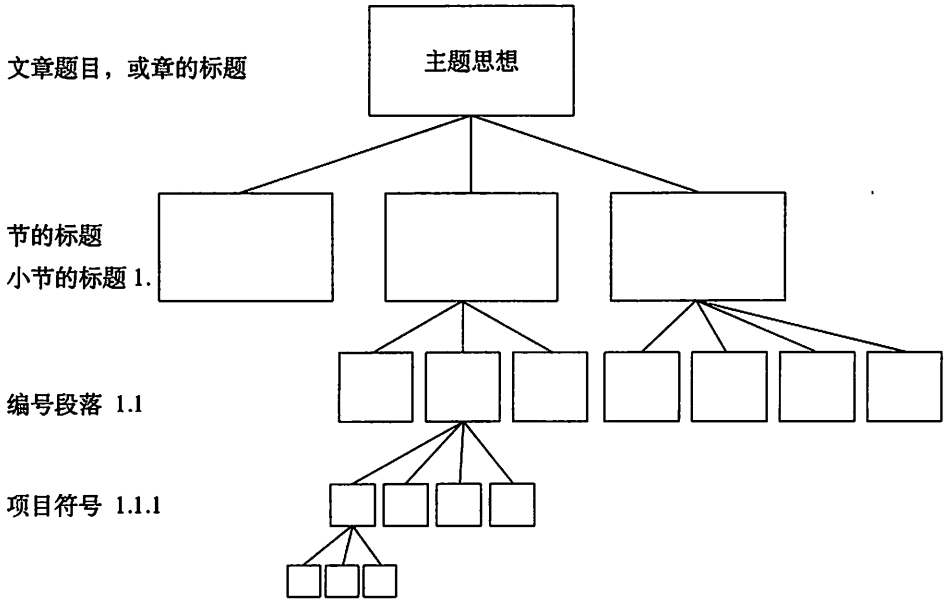 主题思想
文章题目，或章的标题
节的标题
小节的标题 1.
编号段落 1.1
项目符号 1.1.1